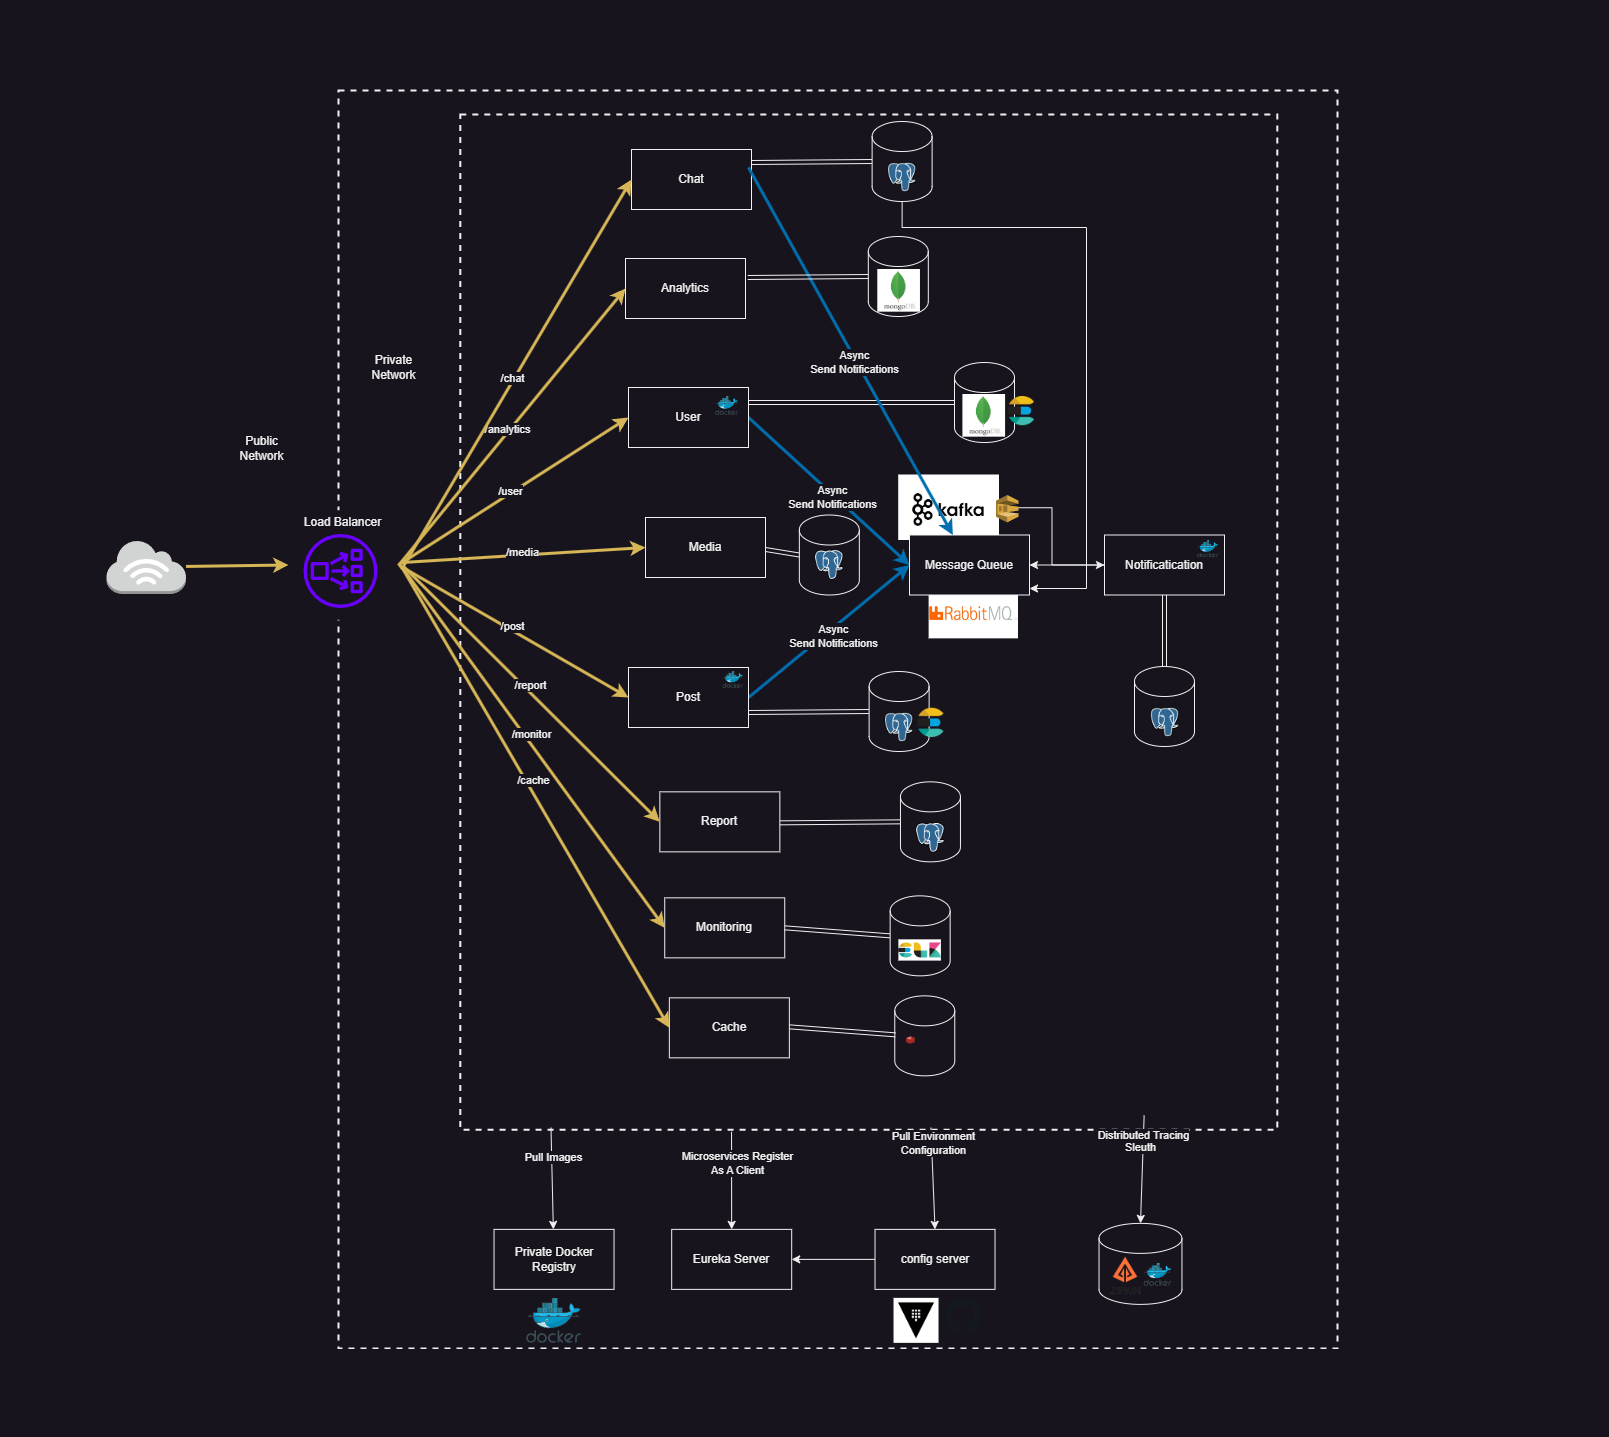 Chat
Analytics
mongoDB
Async
Send Notifications
Private
Network
/chat
User
docker
mongoDB
/analytics
Public
Network
/user
Async
Send Notifications
kafka
Load Balancer
/media
Media
Message Queue
Notificatication
docker
RabbitMQ
/post
Async
Send Notifications
/report
Post
docker
/monitor
/cache
Report
Monitoring
Cache
Pull Images
Microservices Register
As A Client
Pull Environment
Configuration
Distributed Tracing
Sleuth
Private Docker
Registry
Eureka Server
config server
ZIPKIN
docker
docker